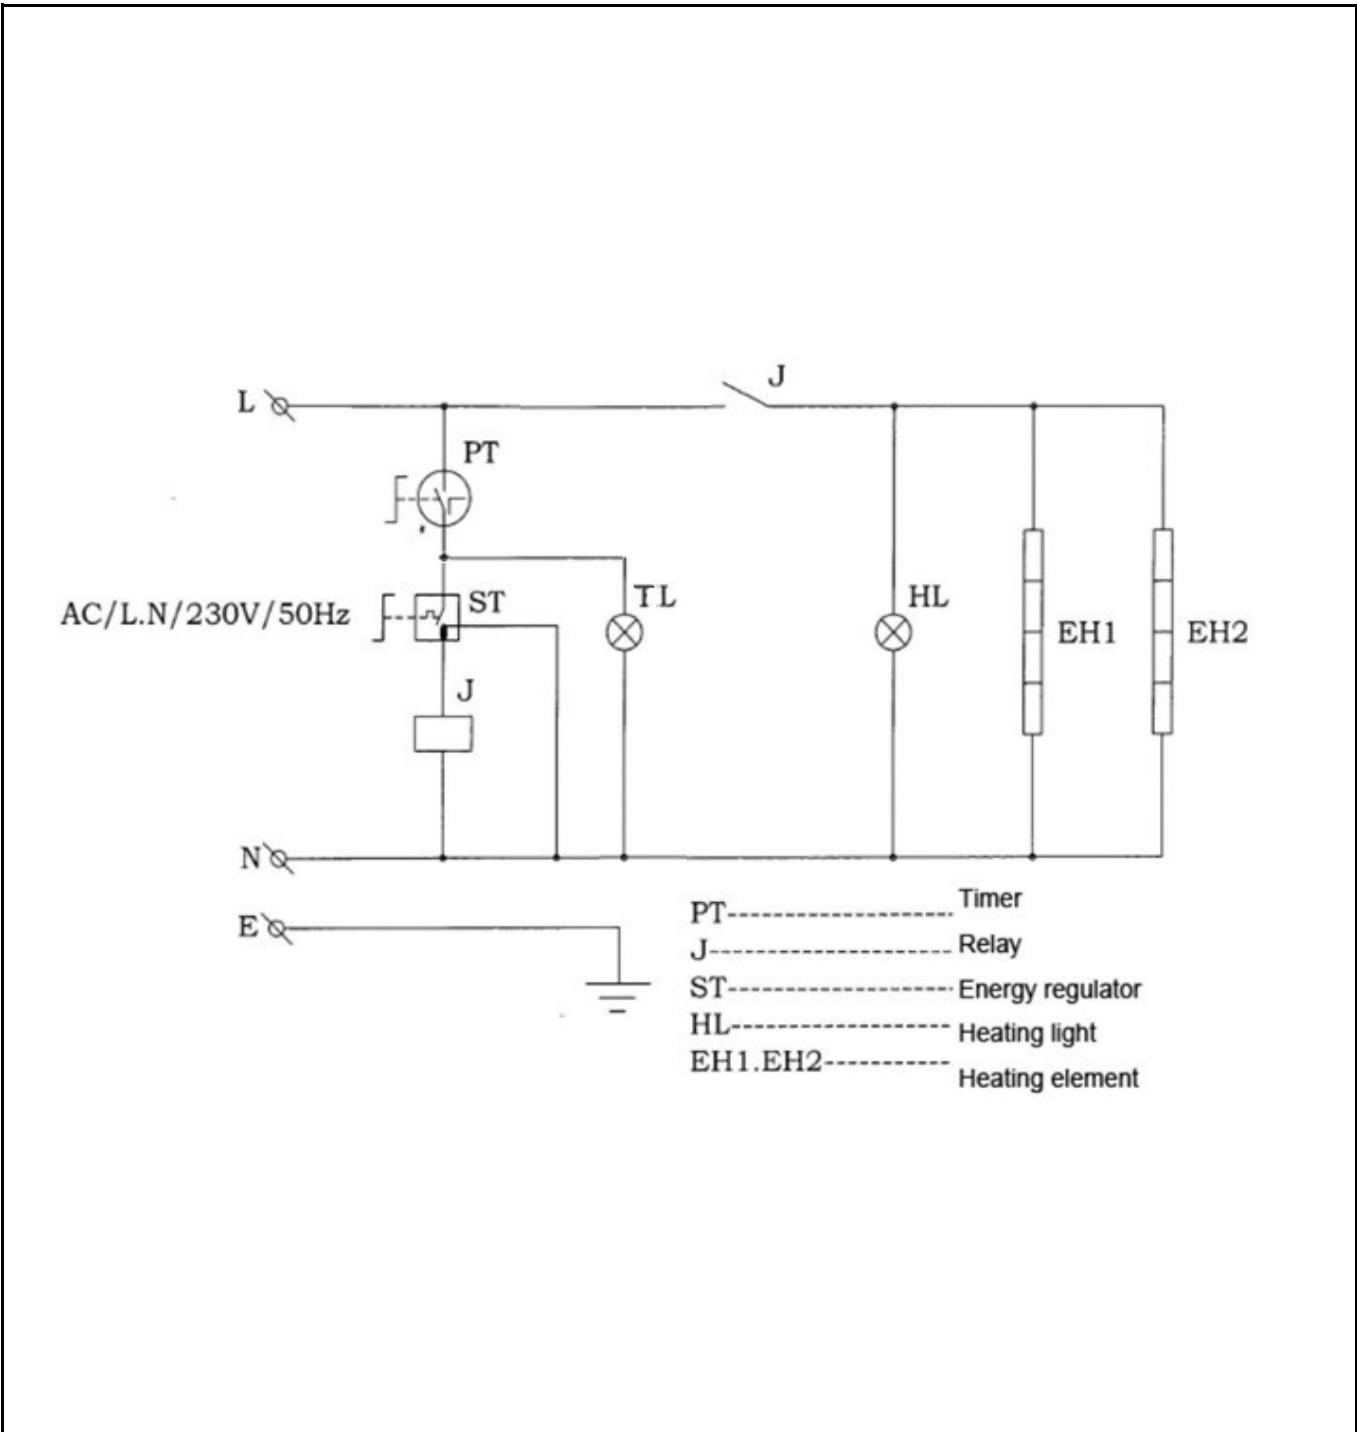 L
J
PT
AC/L.N/230V/50Hz
ST
TL
HL
EH1
EH2
J
N
E
PT--------------------Timer
J--------------------Relay
ST--------------------Energy regulator
HL--------------------Heating light
EH1.EH2------------Heating element